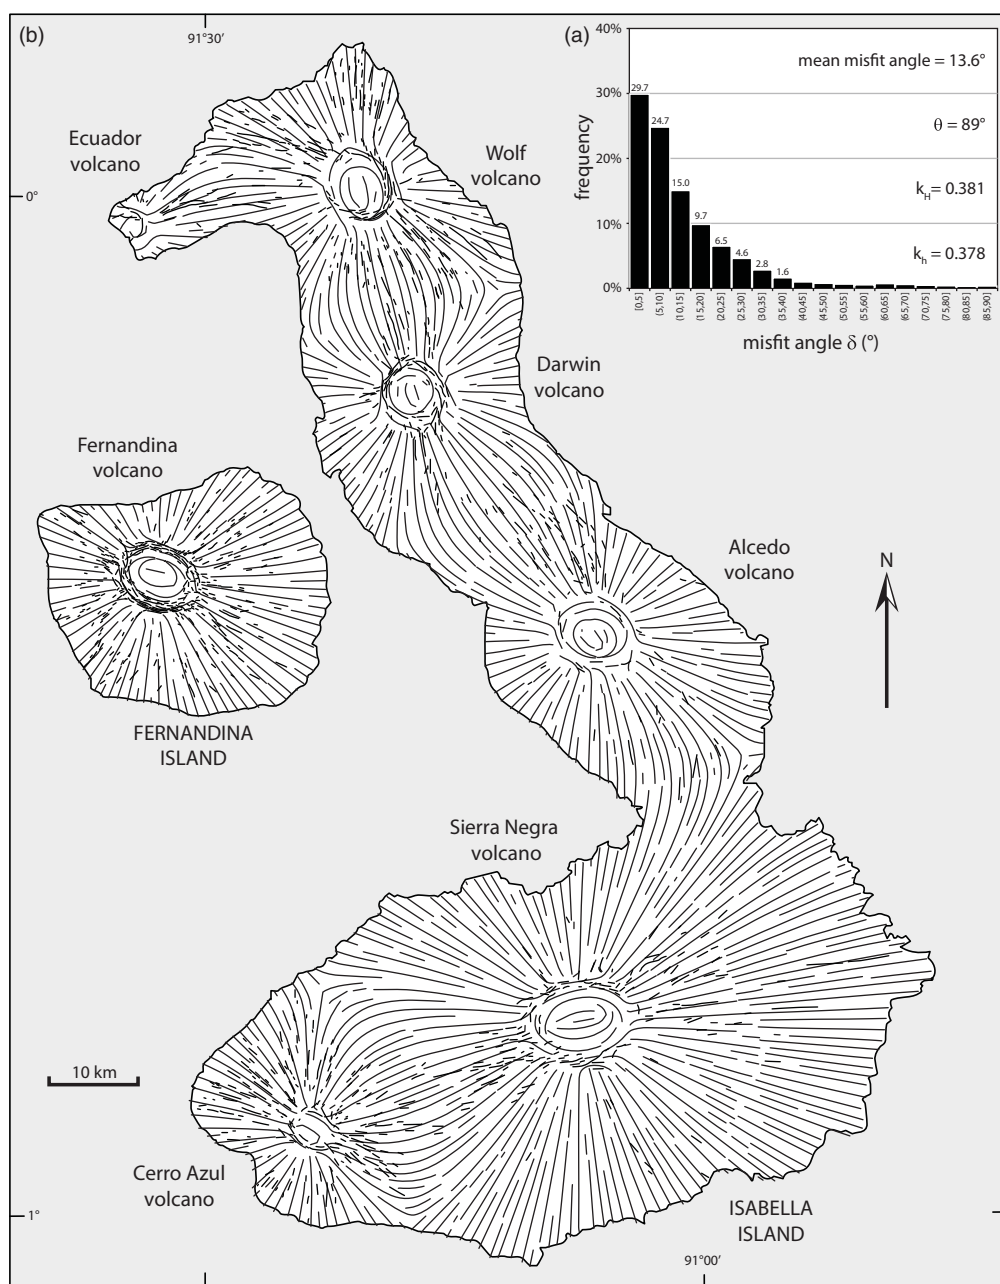 (b)
91°30′
(a)
40%
30%
20%
10%
0%
frequency
29.7
24.7
15.0
9.7
6.5
4.6
2.8
1.6
mean misfit angle = 13.6°
θ = 89°
kH= 0.381
kh = 0.378
[0,5]
(5,10]
(10,15]
(15,20]
(20,25]
(25,30]
(30,35]
(35,40]
(40,45]
(45,50]
(50,55]
(55,60]
(60,65]
(65,70]
(70,75]
(75,80]
(80,85]
(85,90]
misfit angle δ (°)
Ecuador
volcano
Wolf
volcano
0°
Darwin
volcano
Fernandina
volcano
Alcedo
volcano
N
FERNANDINA
ISLAND
Sierra Negra
volcano
10 km
Cerro Azul
volcano
ISABELLA
ISLAND
1°
91°00′